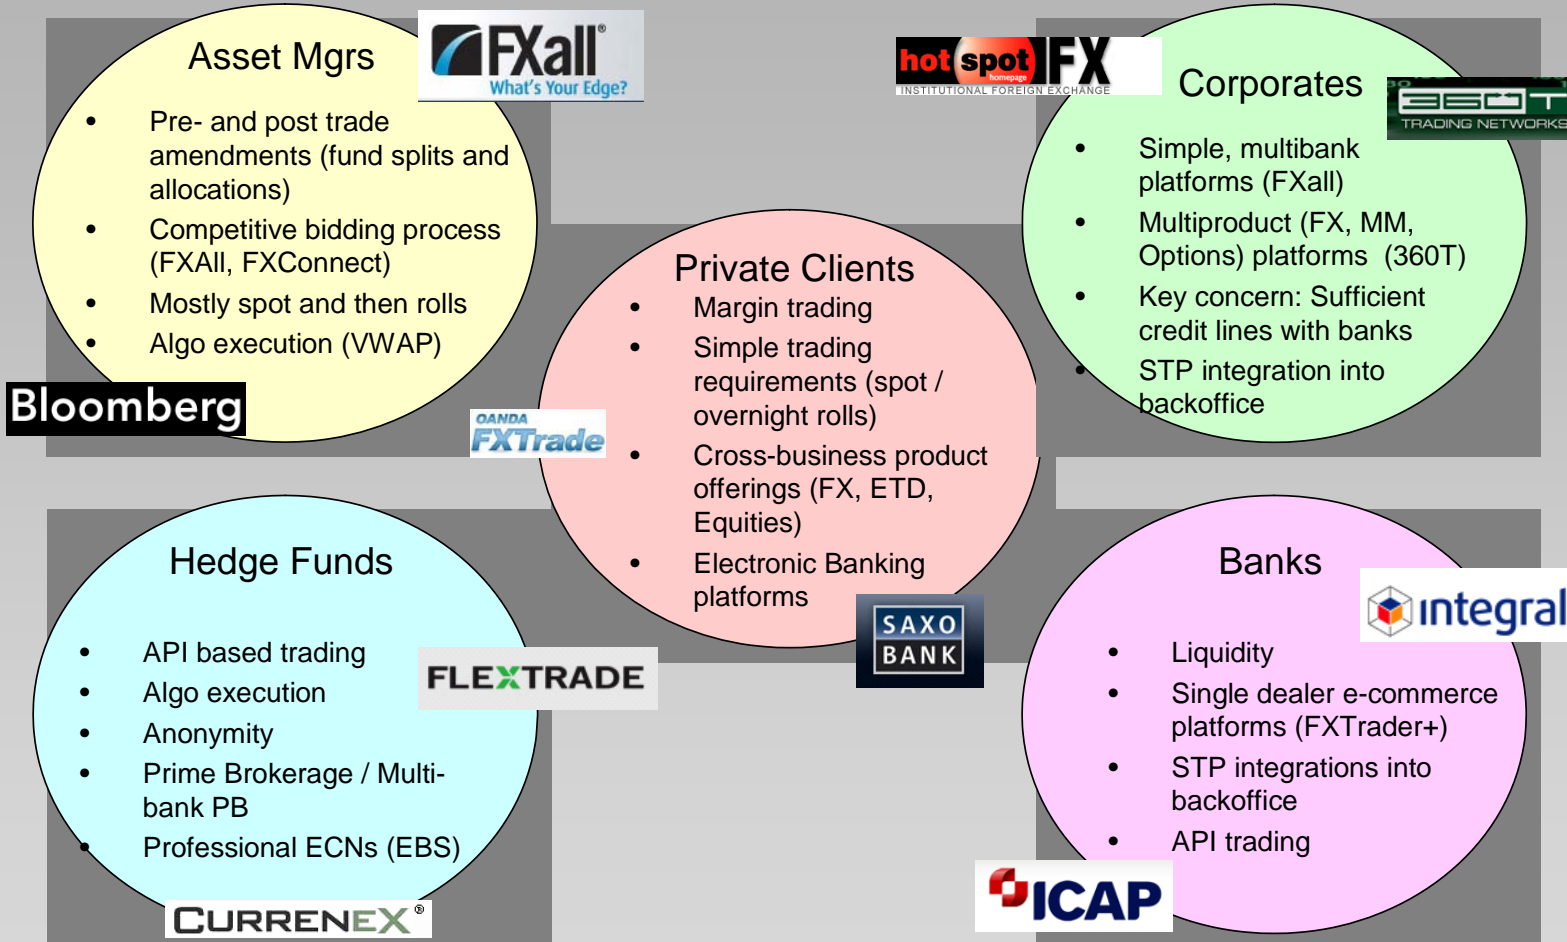 Asset Mgrs
• Pre- and post trade
amendments (fund splits and
allocations)
• Competitive bidding process
(FXAll, FXConnect)
• Mostly spot and then rolls
• Algo execution (VWAP)
FXall®
What's Your Edge?
Bloomberg
hot spot FX
homepage
INSTITUTIONAL FOREIGN EXCHANGE
Corporates
360T
TRADING NETWORKS
• Simple, multibank
platforms (FXall)
• Multiproduct (FX, MM,
Options) platforms (360T)
• Key concern: Sufficient
credit lines with banks
• STP integration into
backoffice
Private Clients
• Margin trading
• Simple trading
requirements (spot /
overnight rolls)
• Cross-business product
offerings (FX, ETD,
Equities)
• Electronic Banking
platforms
OANDA
FXTrade
SAXO
BANK
Hedge Funds
• API based trading
• Algo execution
• Anonymity
• Prime Brokerage / Multi-
bank PB
• Professional ECNs (EBS)
FLEXTRADE
CURRENEX®
Banks
integral
• Liquidity
• Single dealer e-commerce
platforms (FXTrader+)
• STP integrations into
backoffice
• API trading
ICAP